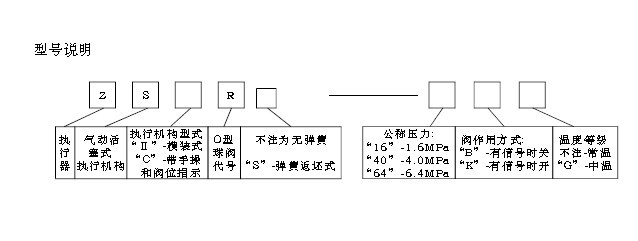 型号说明
Z S R
执行器
气动活塞式执行机构
执行机构型式
“Ⅱ”-横装式
“C”-带手操
和阀位指示
O型
球阀
代号
不注为无弹簧
“S”-弹簧返还式
公称压力:
“16”-1.6MPa
“40”-4.0MPa
“64”-6.4MPa
阀作用方式:
“B”-有信号时关
“K”-有信号时开
温度等级
不注-常温
“G”-中温